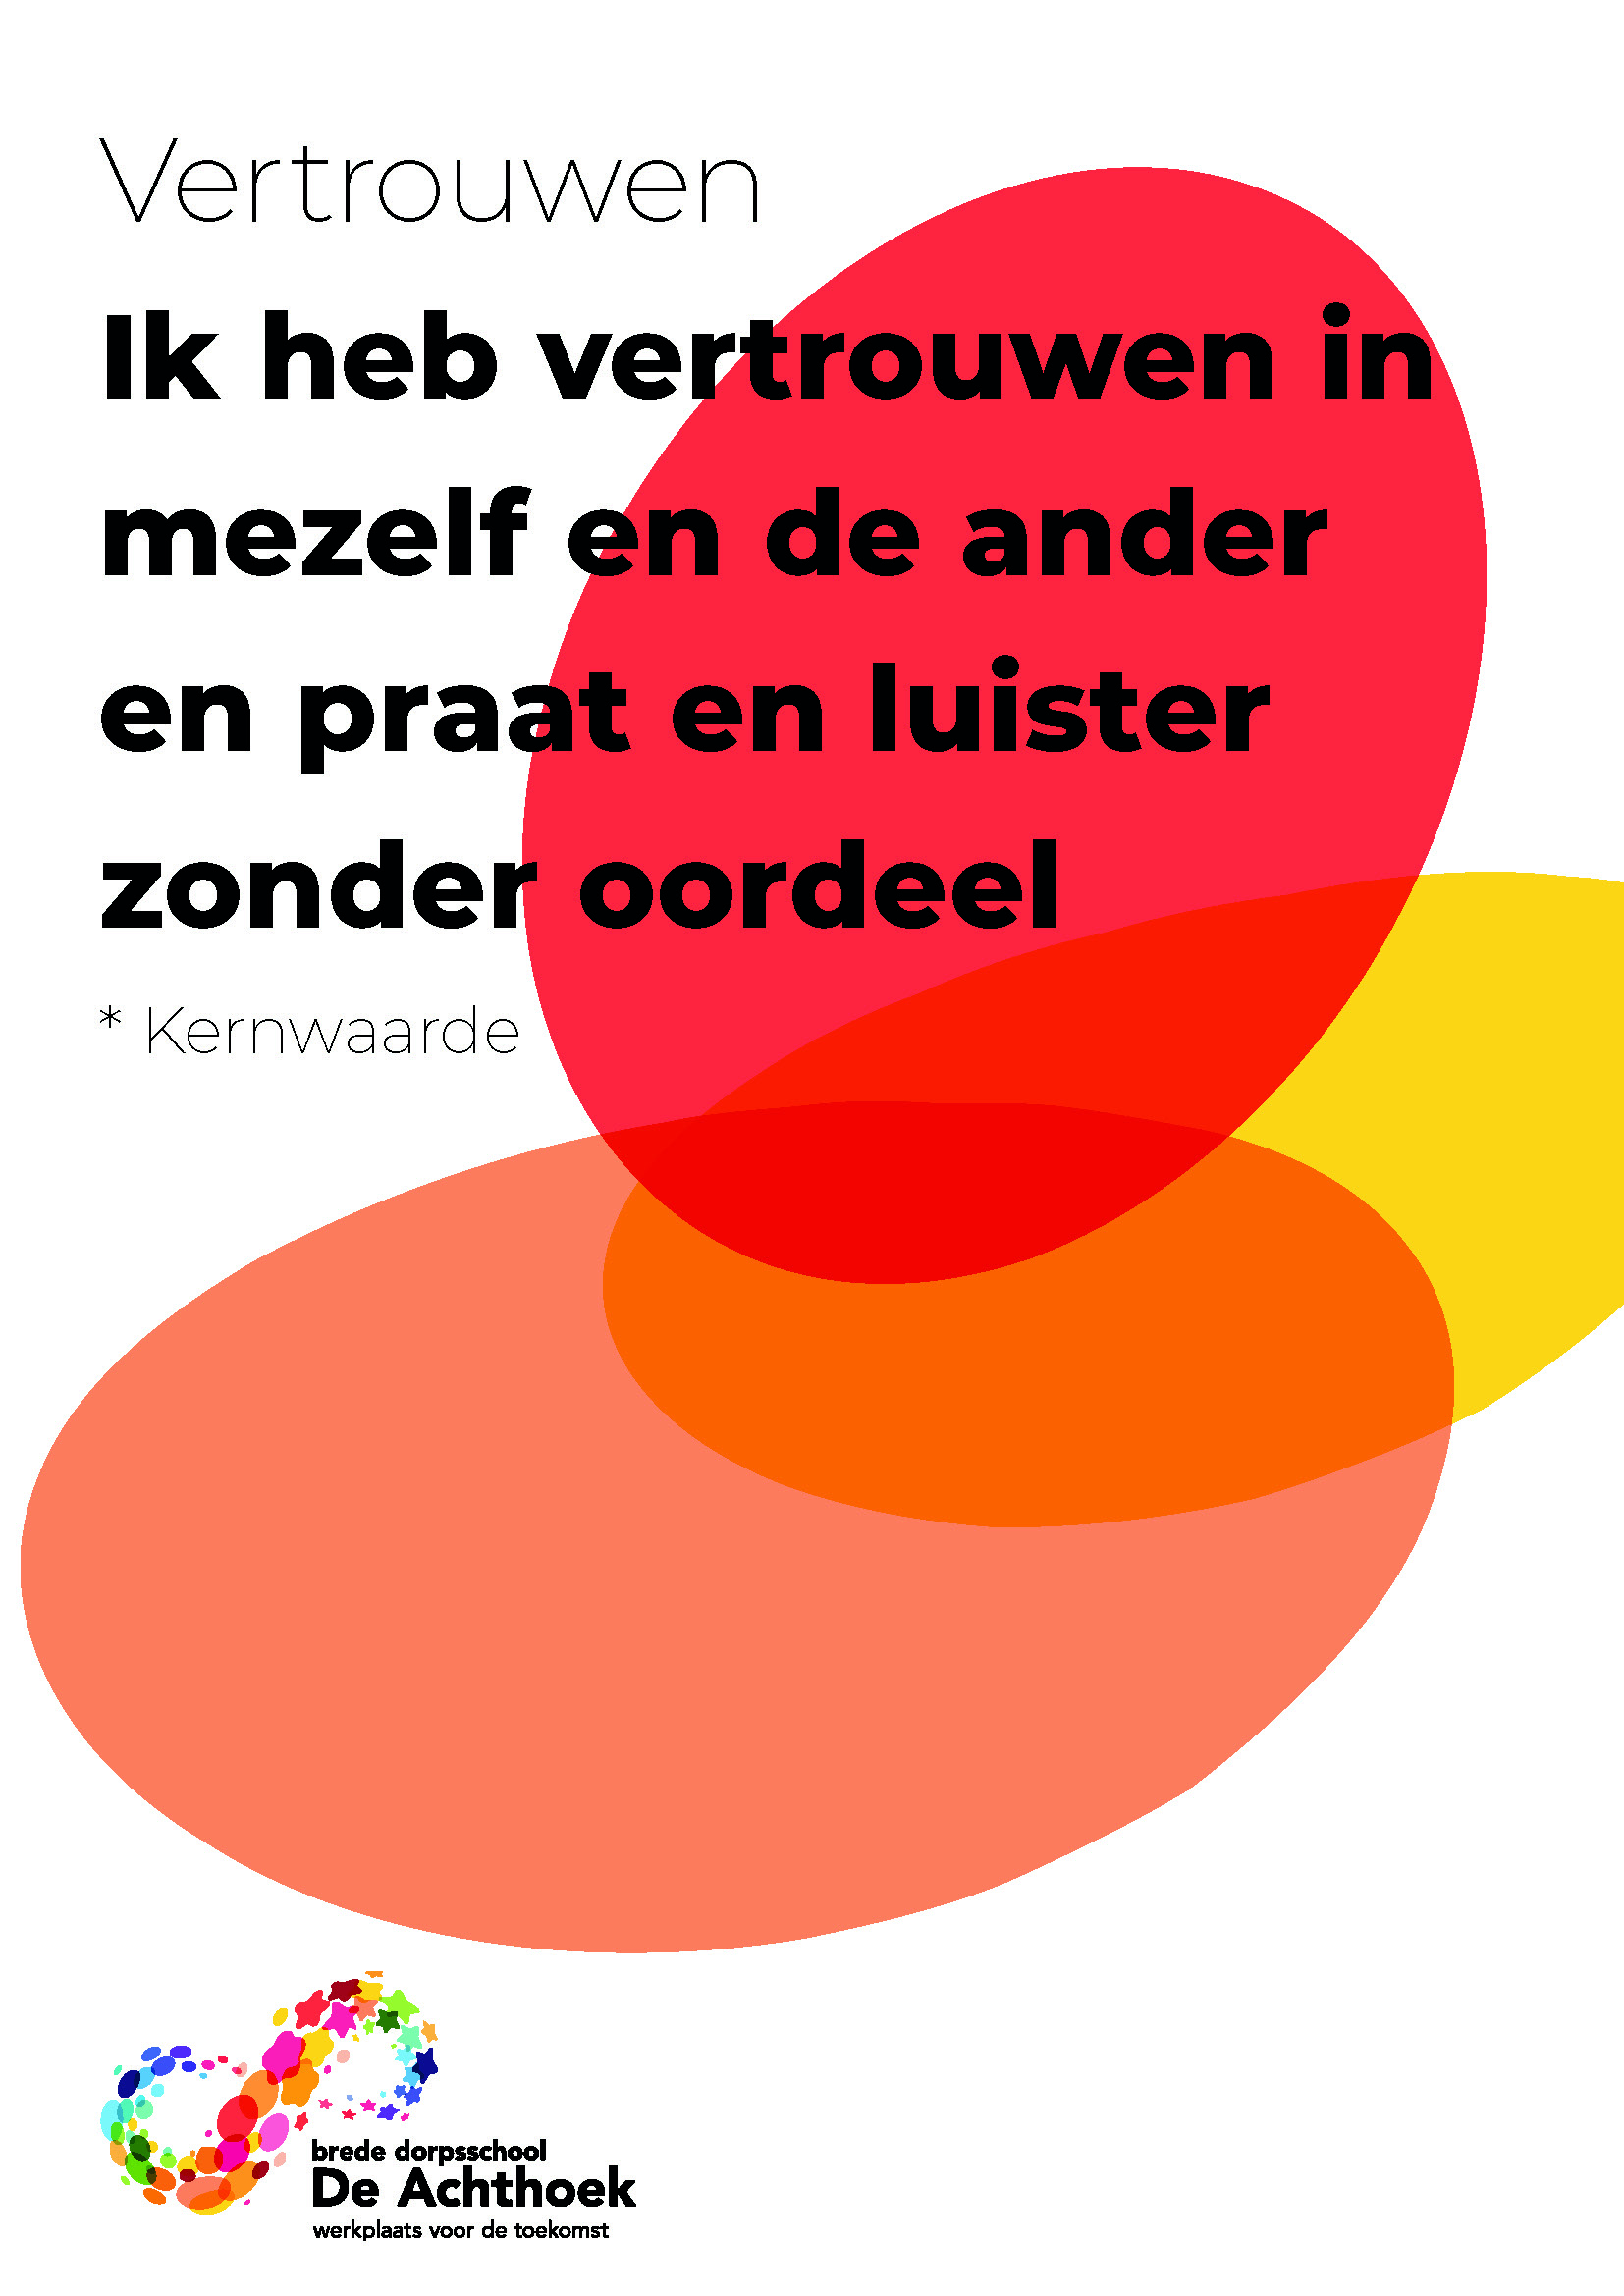 Vertrouwen
Ik heb vertrouwen in
mezelf en de ander
en praat en luister
zonder oordeel
* Kernwaarde
brede dorpsschool
De Achthoek
werkplaats voor de toekomst